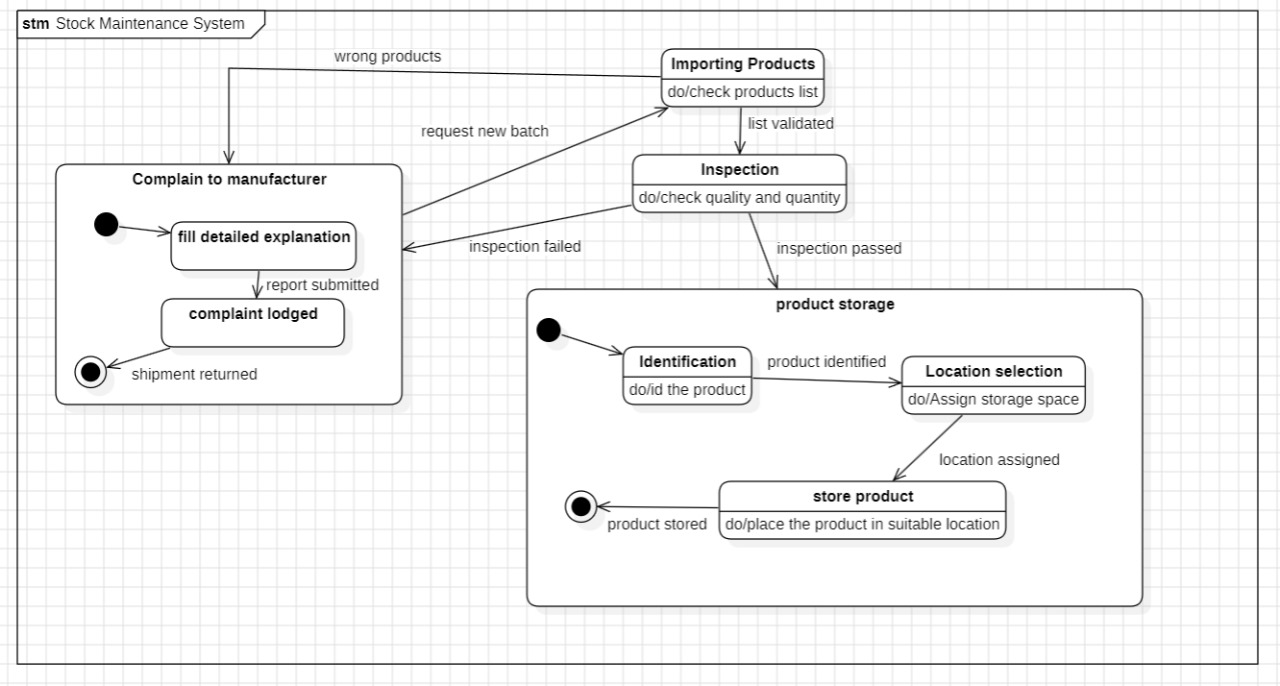 stm Stock Maintenance System
wrong products
Importing Products
do/check products list
request new batch
list validated
Complain to manufacturer
Inspection
do/check quality and quantity
fill detailed explanation
inspection failed
inspection passed
report submitted
complaint lodged
shipment returned
product storage
Identification
do/id the product
product identified
Location selection
do/Assign storage space
location assigned
store product
do/place the product in suitable location
product stored